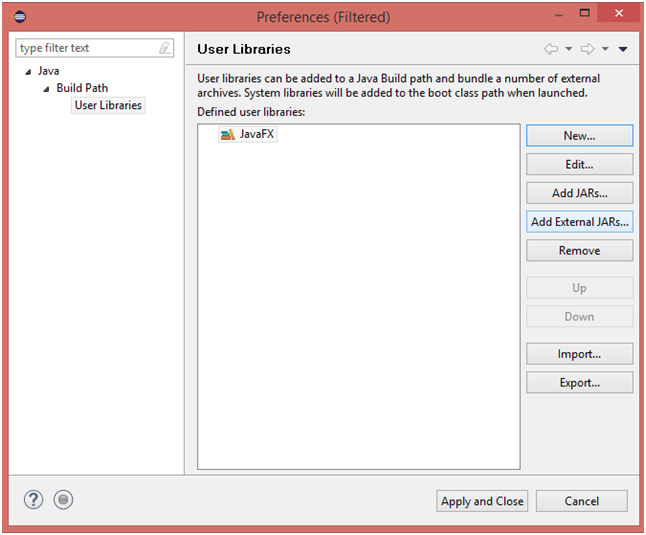 Preferences (Filtered)
type filter text
Java
Build Path
User Libraries
User Libraries
User libraries can be added to a Java Build path and bundle a number of external
archives. System libraries will be added to the boot class path when launched.
Defined user libraries:
JavaFX
New...
Edit...
Add JARs...
Add External JARs...
Remove
Up
Down
Import...
Export...
?
Apply and Close
Cancel